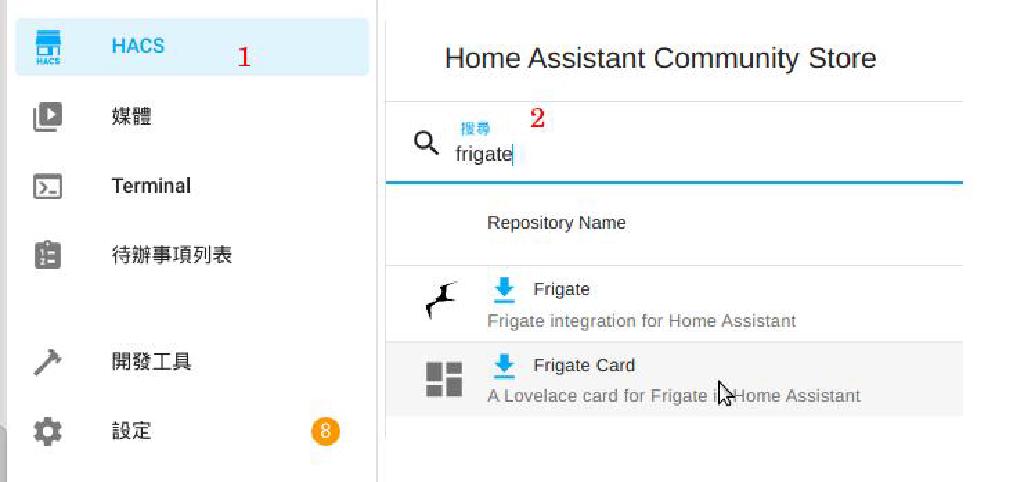 HACS
HACS
1
媒體
Terminal
待辦事項列表
開發工具
設定
8
Home Assistant Community Store
搜尋
2
frigate
Repository Name
Frigate
Frigate integration for Home Assistant
Frigate Card
A Lovelace card for Frigate in Home Assistant